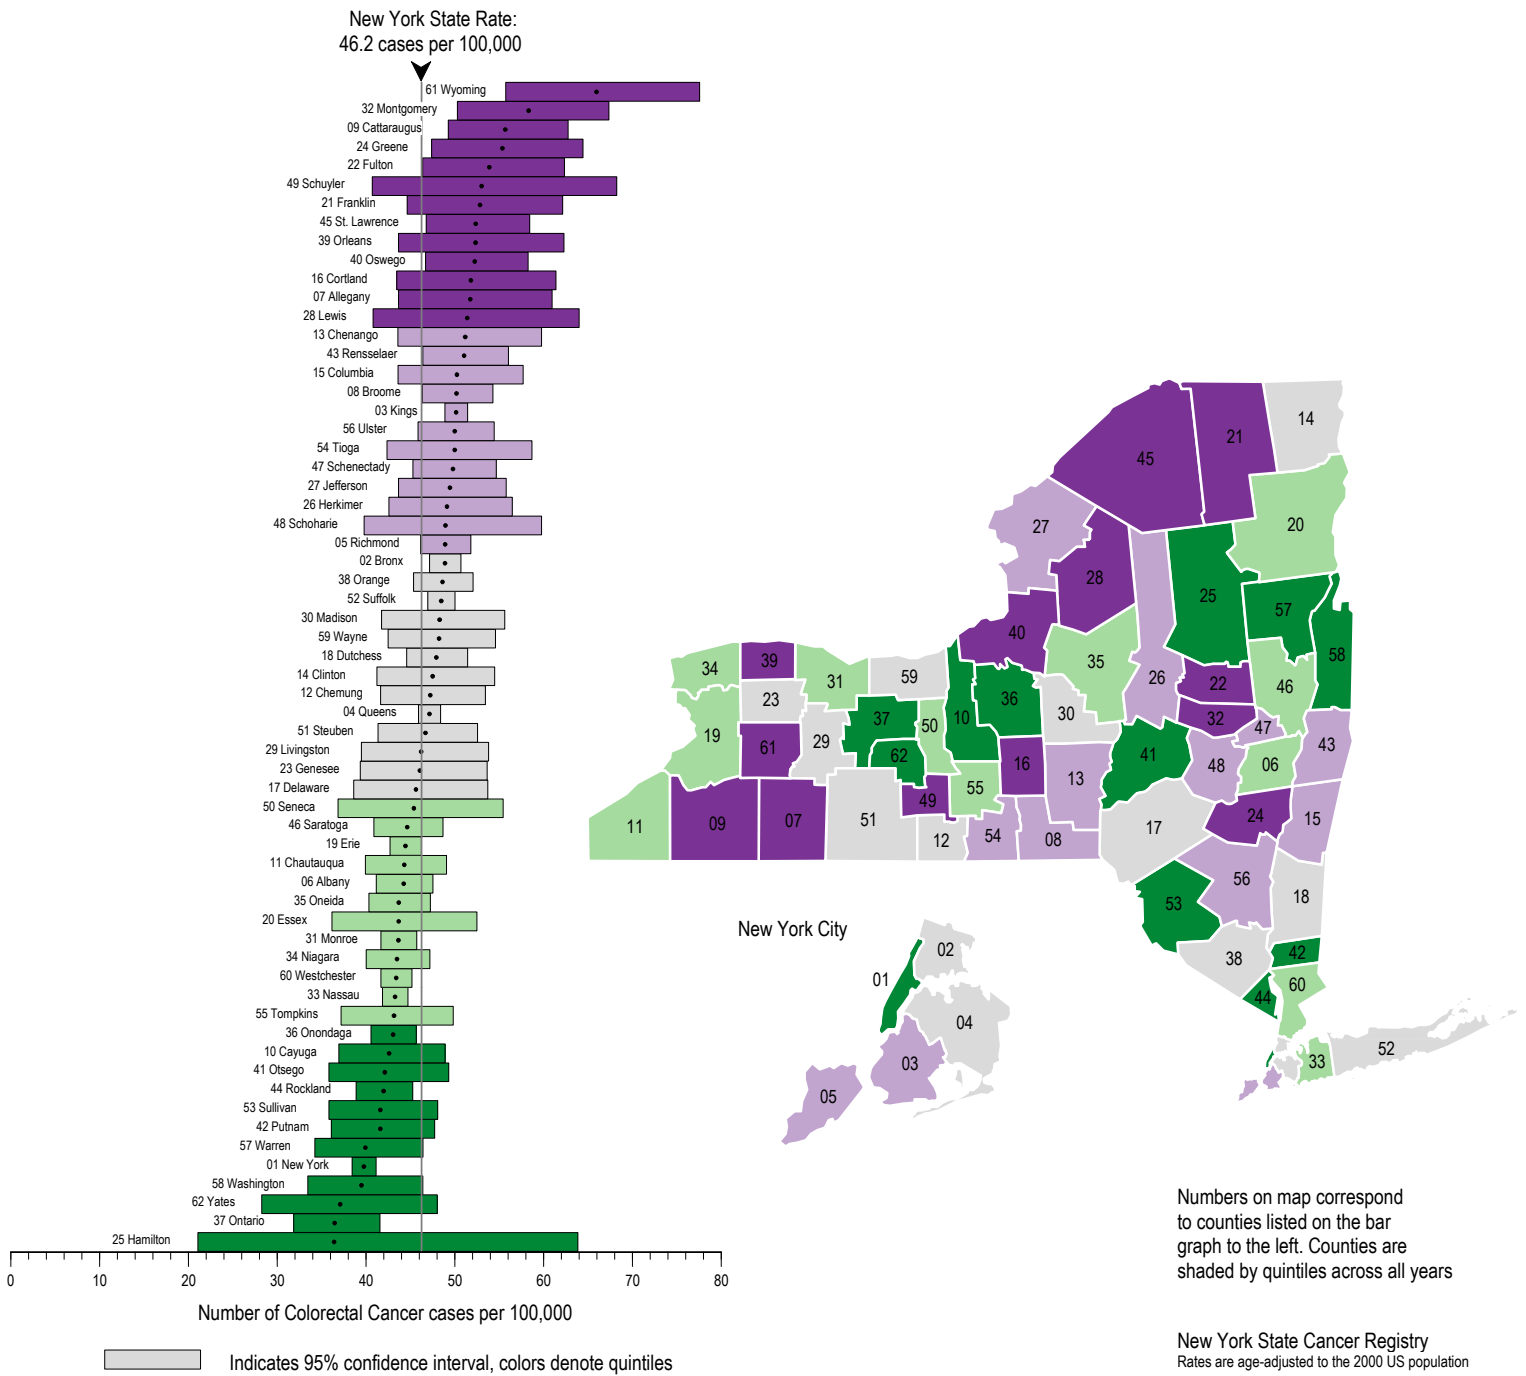 New York State Rate:
46.2 cases per 100,000
61 Wyoming
32 Montgomery
09 Cattaraugus
24 Greene
22 Fulton
49 Schuyler
21 Franklin
45 St. Lawrence
39 Orleans
40 Oswego
16 Cortland
07 Allegany
28 Lewis
13 Chenango
43 Rensselaer
15 Columbia
08 Broome
03 Kings
56 Ulster
54 Tioga
47 Schenectady
27 Jefferson
26 Herkimer
48 Schoharie
05 Richmond
02 Bronx
38 Orange
52 Suffolk
30 Madison
59 Wayne
18 Dutchess
14 Clinton
12 Chemung
04 Queens
51 Steuben
29 Livingston
23 Genesee
17 Delaware
50 Seneca
46 Saratoga
19 Erie
11 Chautauqua
06 Albany
35 Oneida
20 Essex
31 Monroe
34 Niagara
60 Westchester
33 Nassau
55 Tompkins
36 Onondaga
10 Cayuga
41 Otsego
44 Rockland
53 Sullivan
42 Putnam
57 Warren
01 New York
58 Washington
62 Yates
37 Ontario
25 Hamilton
0 10 20 30 40 50 60 70 80
Number of Colorectal Cancer cases per 100,000
Indicates 95% confidence interval, colors denote quintiles
14
21
45
20
27
28
25
57
40
58
35
34
39
59
26
22
46
31
23
36
30
37
10
50
32
47
19
61
29
43
62
41
48
06
16
13
55
49
24
15
11
09
07
51
12
54
08
17
56
18
53
38
42
60
44
52
33
New York City
02
01
04
03
05
Numbers on map correspond
to counties listed on the bar
graph to the left. Counties are
shaded by quintiles across all years
New York State Cancer Registry
Rates are age-adjusted to the 2000 US population